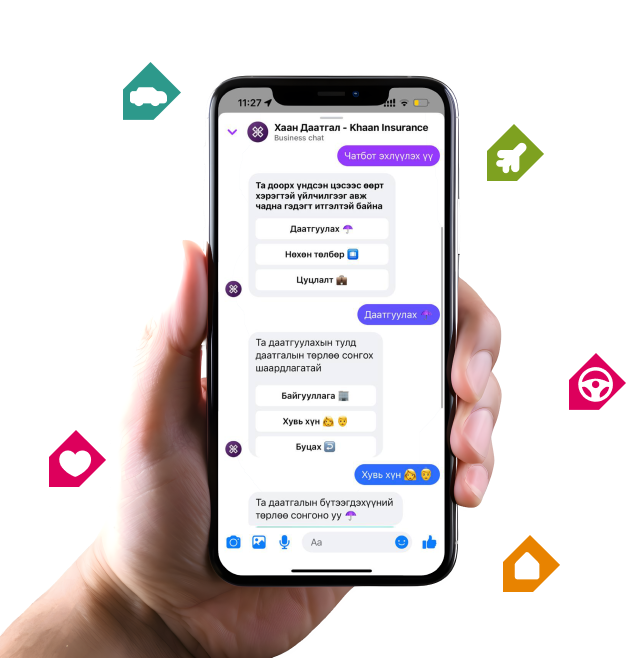 11:27
Хаан Даатгал - Khaan Insurance
Business chat
Чатбот эхлүүлэх үү
Та доорх үндсэн цэсээс өөрт
хэрэгтэй үйлчилгээг авж
чадна гэдэгт итгэлтэй байна
Даатгуулах ☂️
Нөхөн төлбөр
Цуцлалт
Даатгуулах ☂️
Та даатгуулахын тулд
даатгалын төрлөө сонгох
шаардлагатай
Байгууллага 🏢
Хувь хүн
Буцах
Хувь хүн
Та даатгалын бүтээгдэхүүний
төрлөө сонгоно уу ☂️
Aa